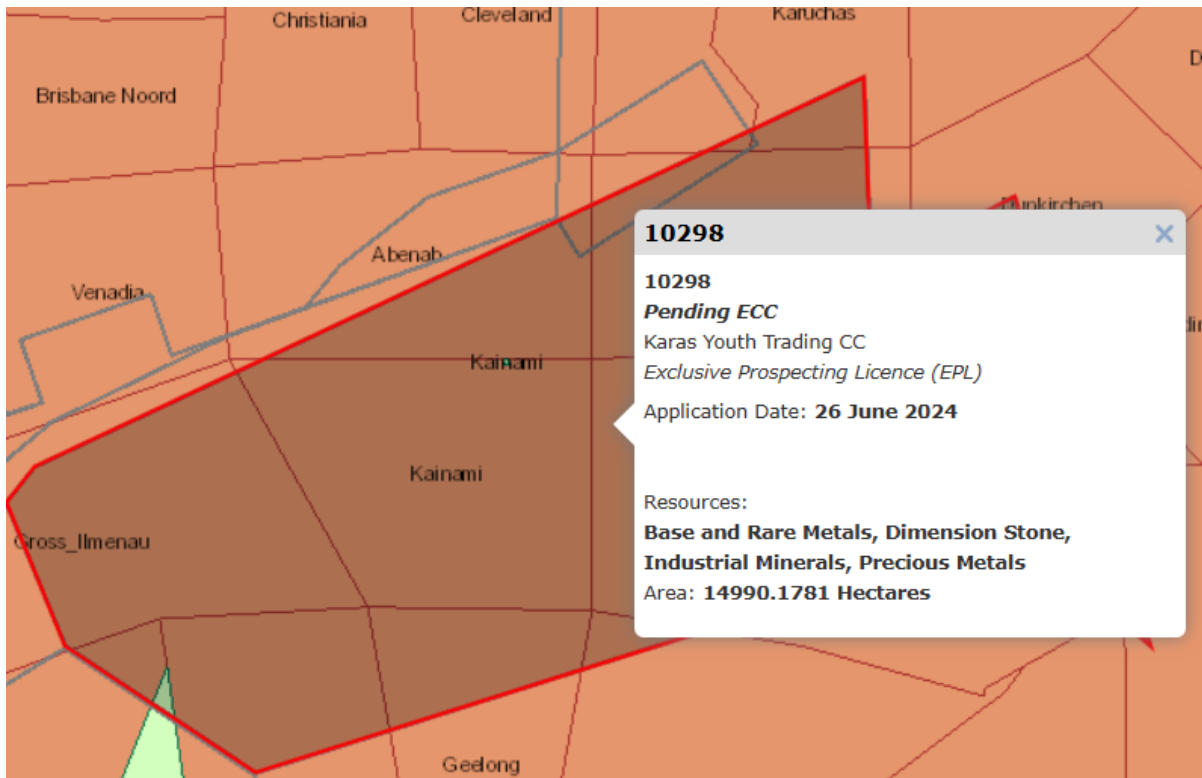 Christiania
Cleveland
Karuchas
Brisbane Noord
D
Dunkirchen
Abenab
Venadia
Kainami
Kainami
Gross_Ilmenau
Geelong
10298
10298
Pending ECC
Karas Youth Trading CC
Exclusive Prospecting Licence (EPL)
Application Date: 26 June 2024
Resources:
Base and Rare Metals, Dimension Stone,
Industrial Minerals, Precious Metals
Area: 14990.1781 Hectares